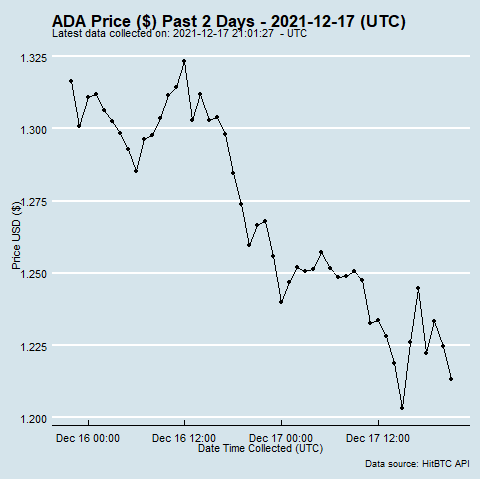 ADA Price ($) Past 2 Days - 2021-12-17 (UTC)
Latest data collected on: 2021-12-17 21:01:27  - UTC
1.325
1.300
1.275
1.250
1.225
1.200
Price USD ($)
Dec 16 00:00 Dec 16 12:00 Dec 17 00:00 Dec 17 12:00
Date Time Collected (UTC)
Data source: HitBTC API